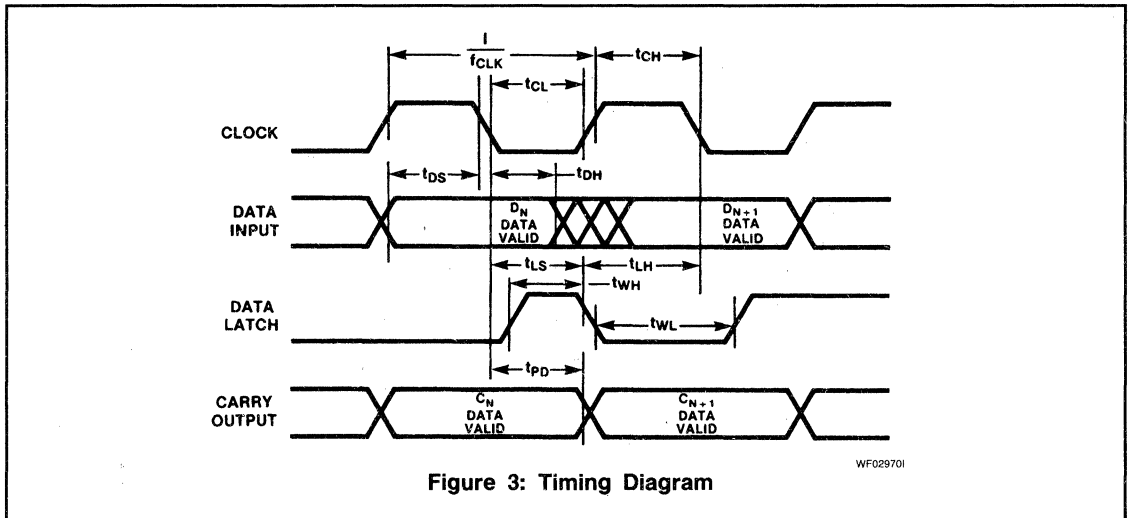 1
fCLK
tCH
tCL
CLOCK
tDS
tDH
DATA
INPUT
DN
DATA
VALID
DN+1
DATA
VALID
tLS
tLH
tWH
DATA
LATCH
tWL
tPD
CARRY
OUTPUT
CN
DATA
VALID
CN+1
DATA
VALID
WF02970I
Figure 3: Timing Diagram